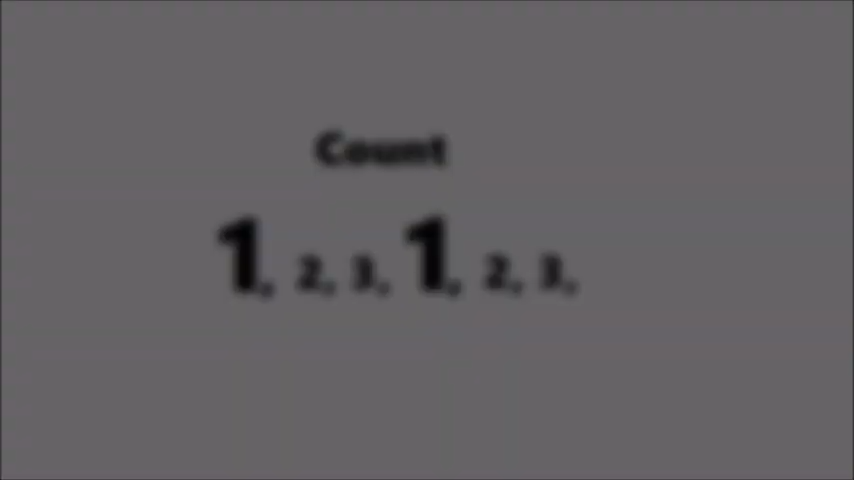 Count
1, 2, 3, 1, 2, 3,